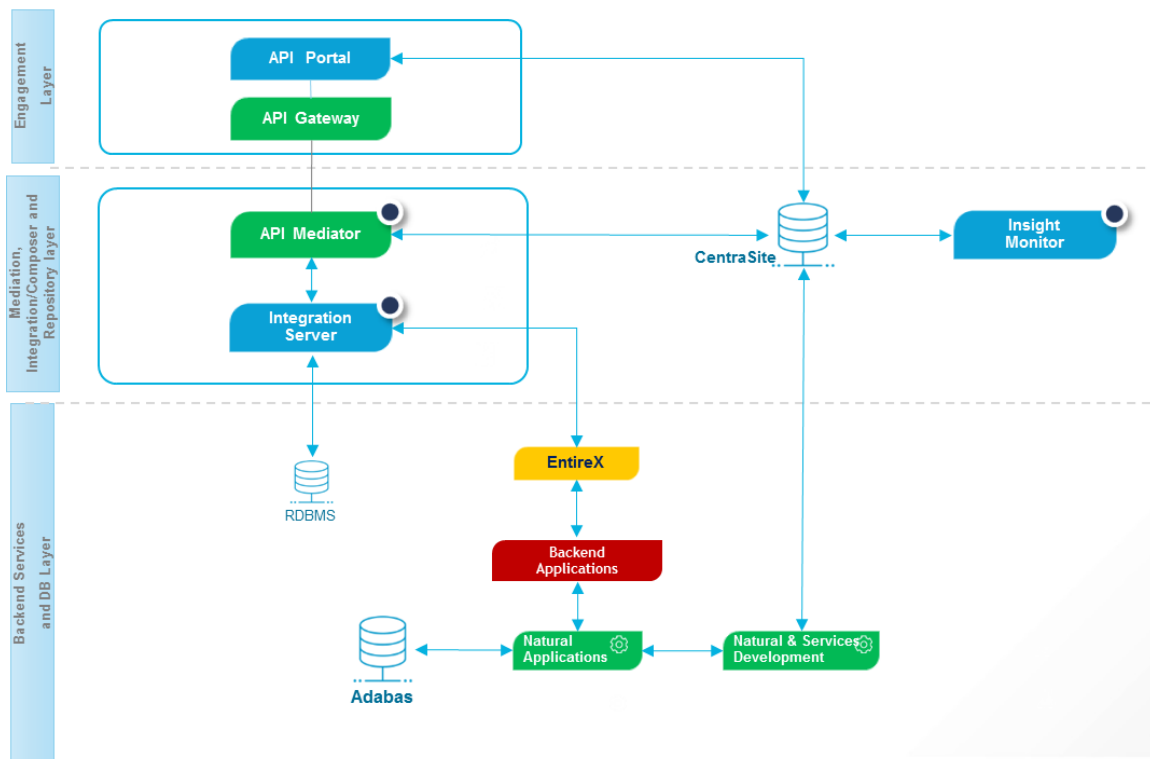 Engagement
Layer
API Portal
API Gateway
Mediation,
Integration/Composer and
Repository layer
API Mediator
CentraSite
Insight
Monitor
Integration
Server
Backend Services
and DB Layer
RDBMS
EntireX
Backend
Applications
Adabas
Natural
Applications
Natural & Services
Development